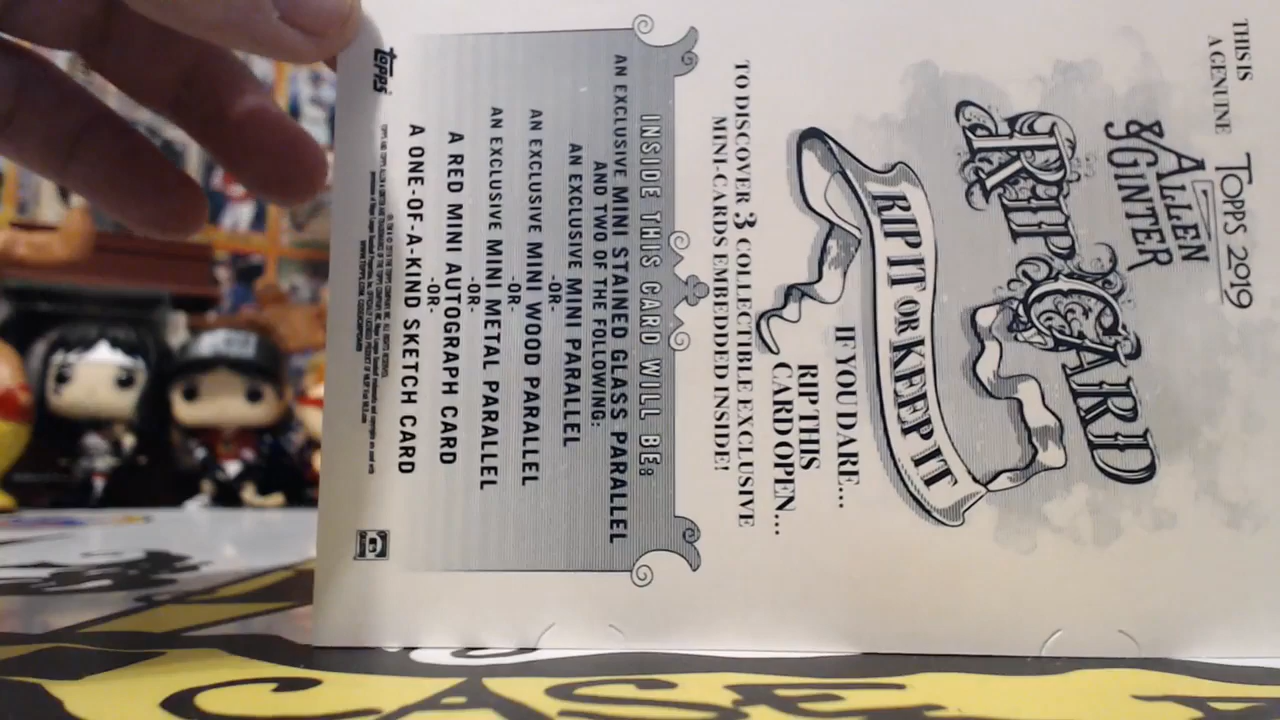 THIS IS
A GENUINE
TOPPS 2019
ALLEN
& GINTER
RIP CARD
RIP IT OR KEEP IT
IF YOU DARE...
RIP THIS
CARD OPEN...
TO DISCOVER 3 COLLECTIBLE EXCLUSIVE
MINI-CARDS EMBEDDED INSIDE!
INSIDE THIS CARD WILL BE:
AN EXCLUSIVE MINI STAINED GLASS PARALLEL
AND TWO OF THE FOLLOWING:
AN EXCLUSIVE MINI PARALLEL
-OR-
AN EXCLUSIVE MINI WOOD PARALLEL
-OR-
AN EXCLUSIVE MINI METAL PARALLEL
-OR-
A RED MINI AUTOGRAPH CARD
-OR-
A ONE-OF-A-KIND SKETCH CARD
Topps
CASE